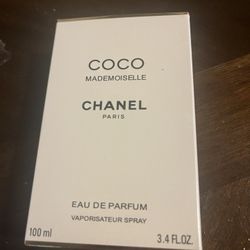 COCO
MADEMOISELLE
CHANEL
PARIS
EAU DE PARFUM
VAPORISATEUR SPRAY
100 ml
3.4 FL.OZ.